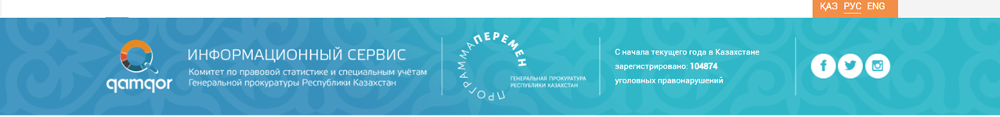 ҚАЗ РУС ENG
qamqor
ИНФОРМАЦИОННЫЙ СЕРВИС
Комитет по правовой статистике и специальным учётам
Генеральной прокуратуры Республики Казахстан
ПРОГРАММА ПЕРЕМЕН
ГЕНЕРАЛЬНАЯ ПРОКУРАТУРА
РЕСПУБЛИКИ КАЗАХСТАН
С начала текущего года в Казахстане
зарегистрировано: 104874
уголовных правонарушений